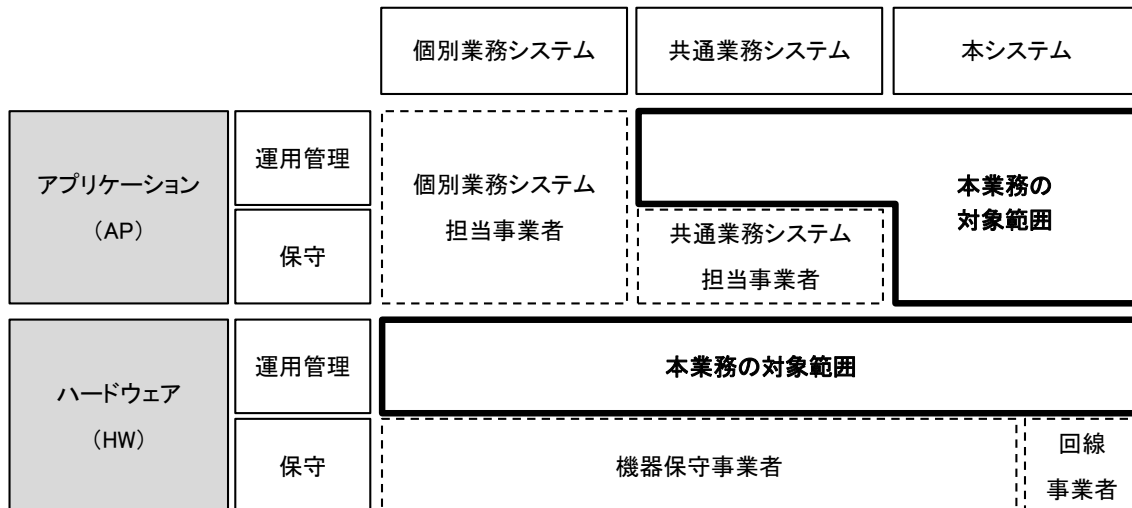 個別業務システム
共通業務システム
本システム
アプリケーション
（AP）
運用管理
保守
個別業務システム
担当事業者
共通業務システム
担当事業者
本業務の
対象範囲
ハードウェア
（HW）
運用管理
保守
本業務の対象範囲
機器保守事業者
回線
事業者